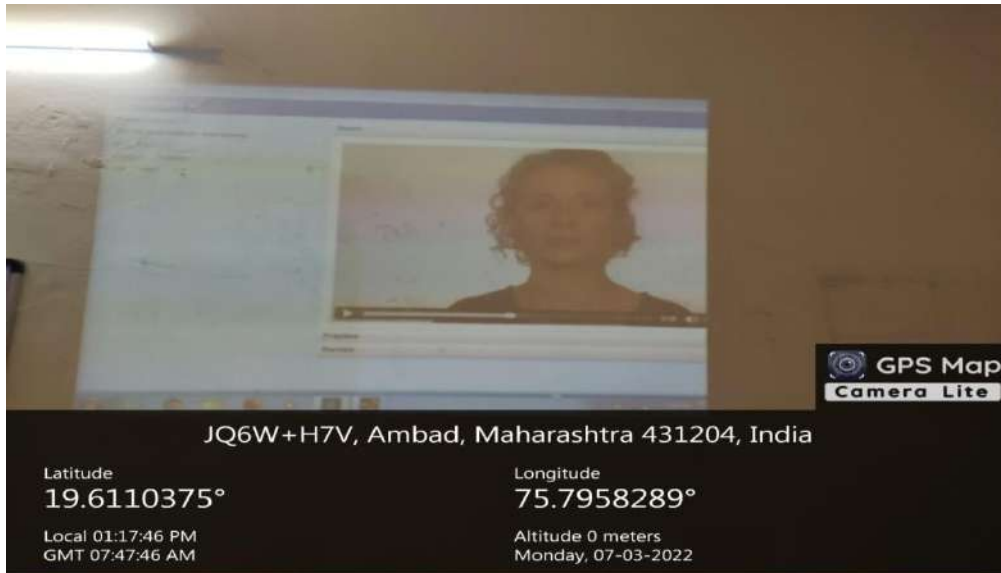 GPS Map
Camera Lite
JQ6W+H7V, Ambad, Maharashtra 431204, India
Latitude
19.6110375°
Local 01:17:46 PM
GMT 07:47:46 AM
Longitude
75.7958289°
Altitude 0 meters
Monday, 07-03-2022